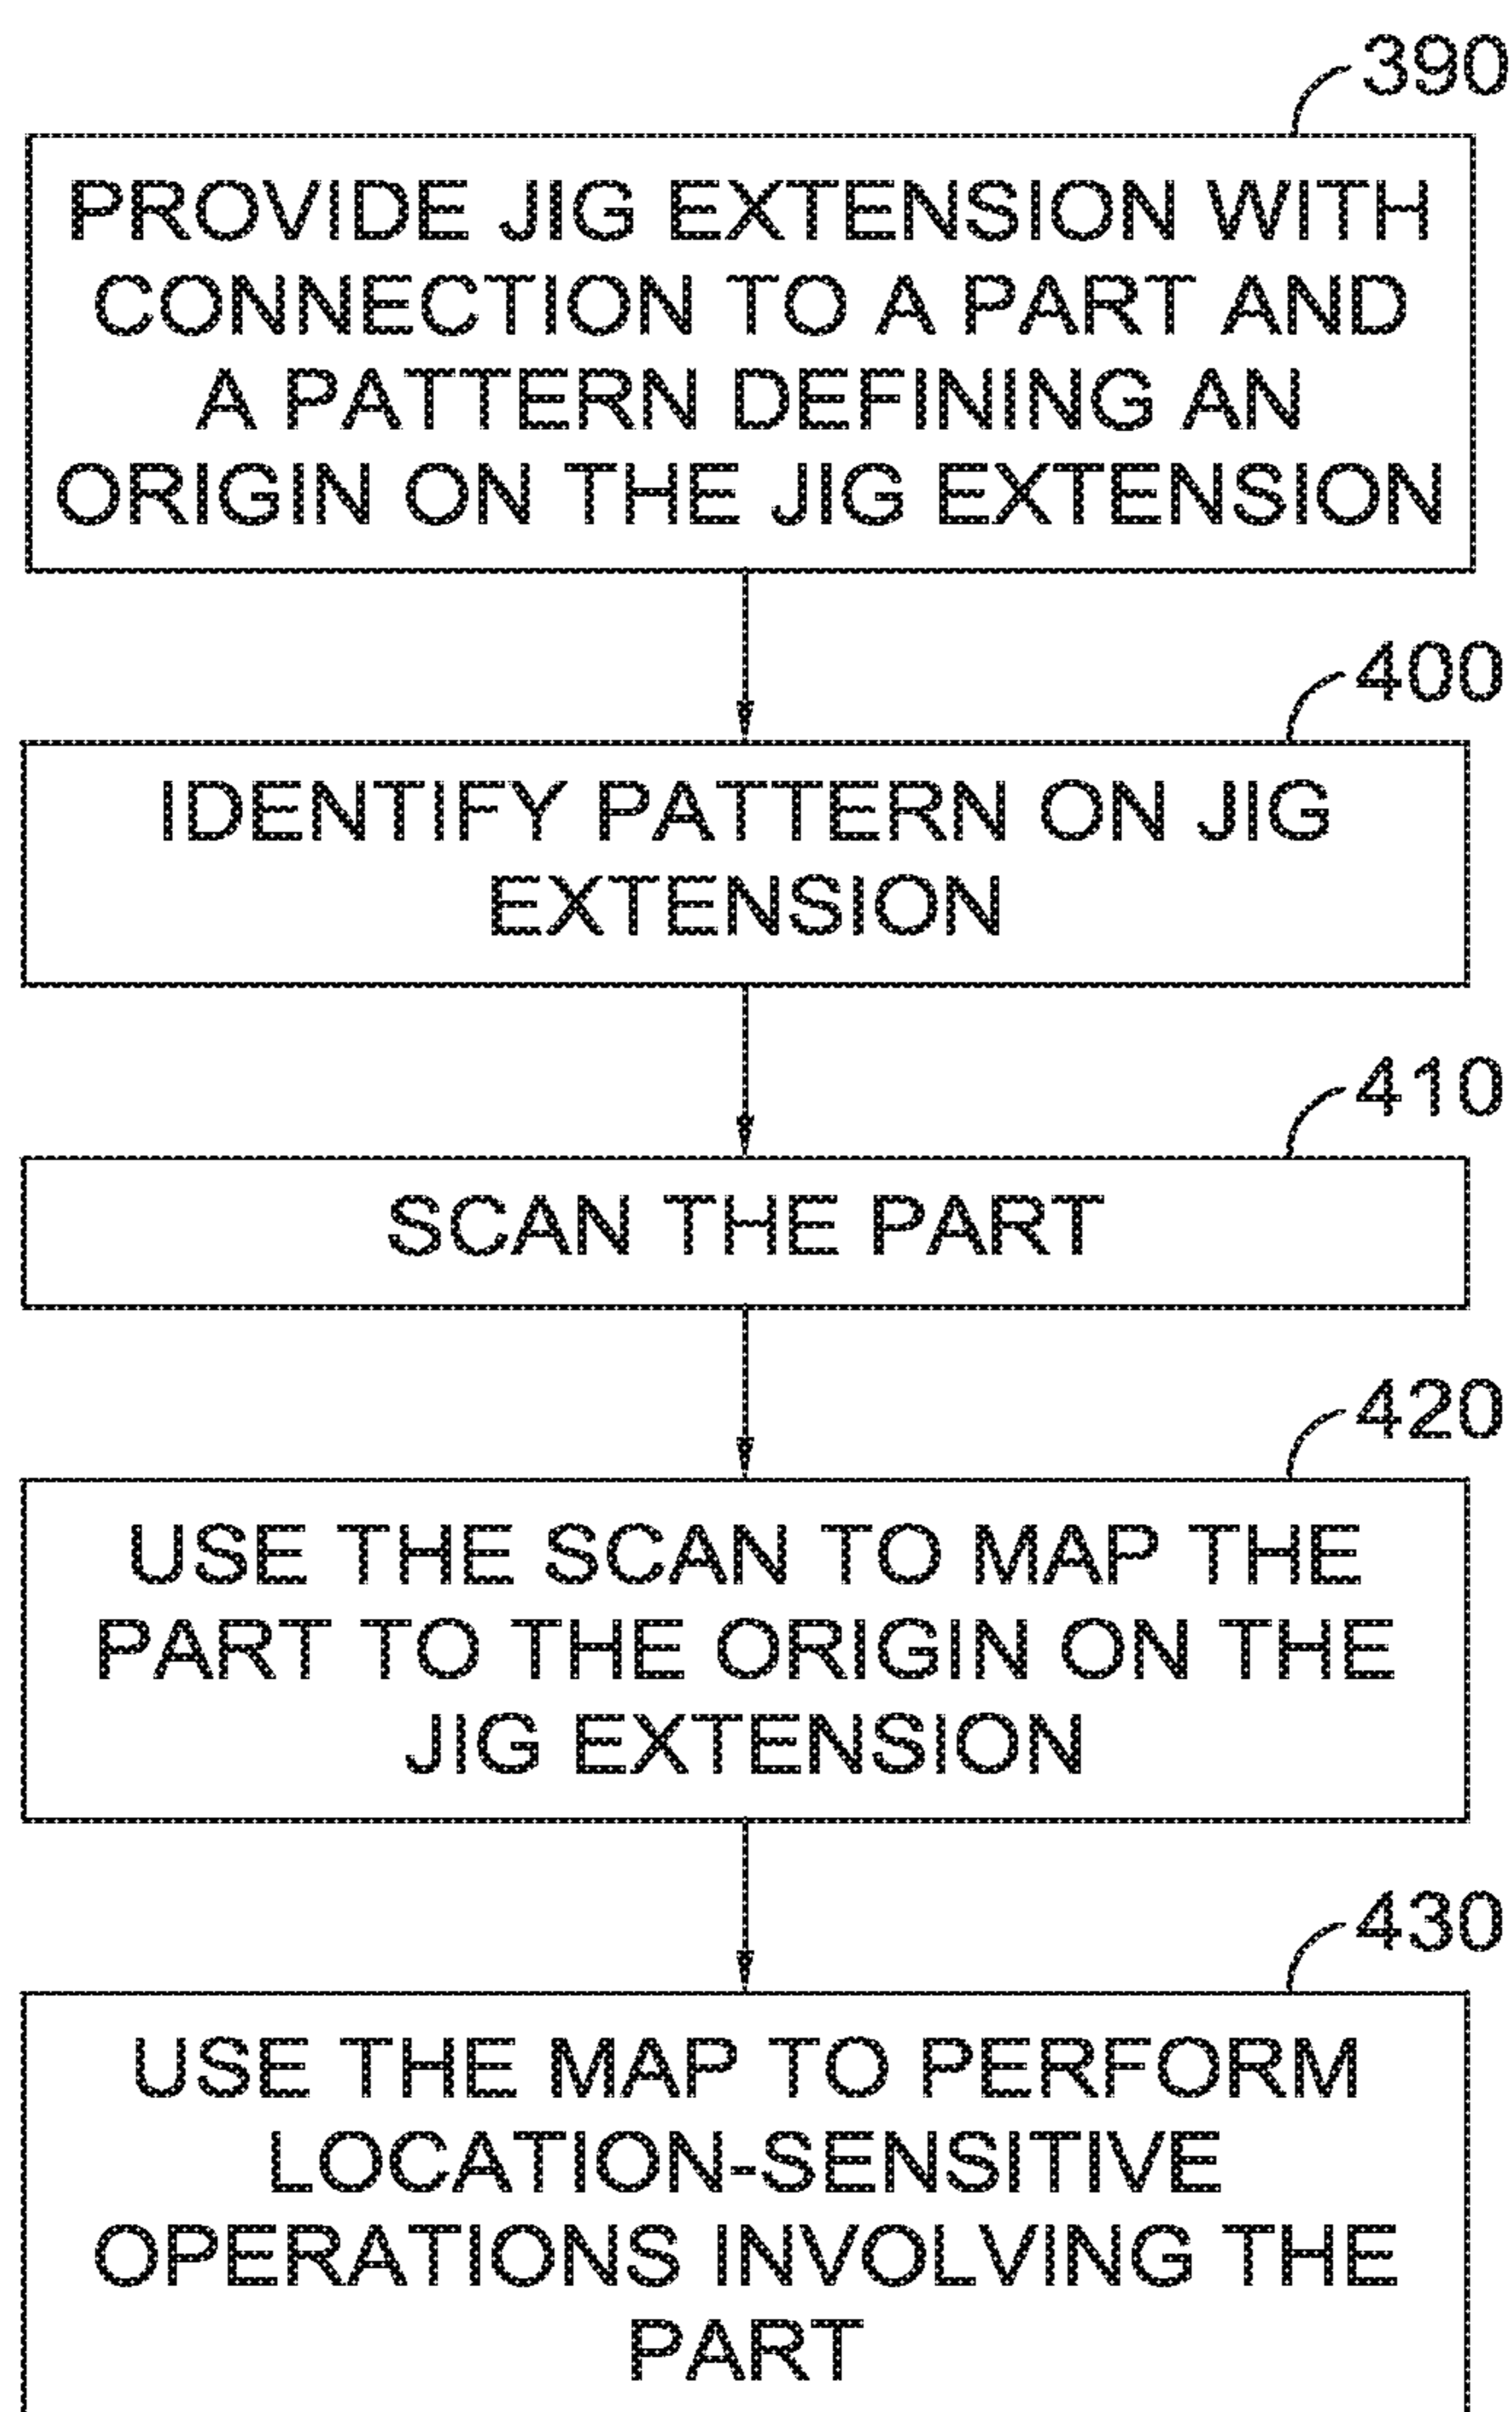 390
PROVIDE JIG EXTENSION WITH
CONNECTION TO A PART AND
A PATTERN DEFINING AN
ORIGIN ON THE JIG EXTENSION
400
IDENTIFY PATTERN ON JIG
EXTENSION
410
SCAN THE PART
420
USE THE SCAN TO MAP THE
PART TO THE ORIGIN ON THE
JIG EXTENSION
430
USE THE MAP TO PERFORM
LOCATION-SENSITIVE
OPERATIONS INVOLVING THE
PART